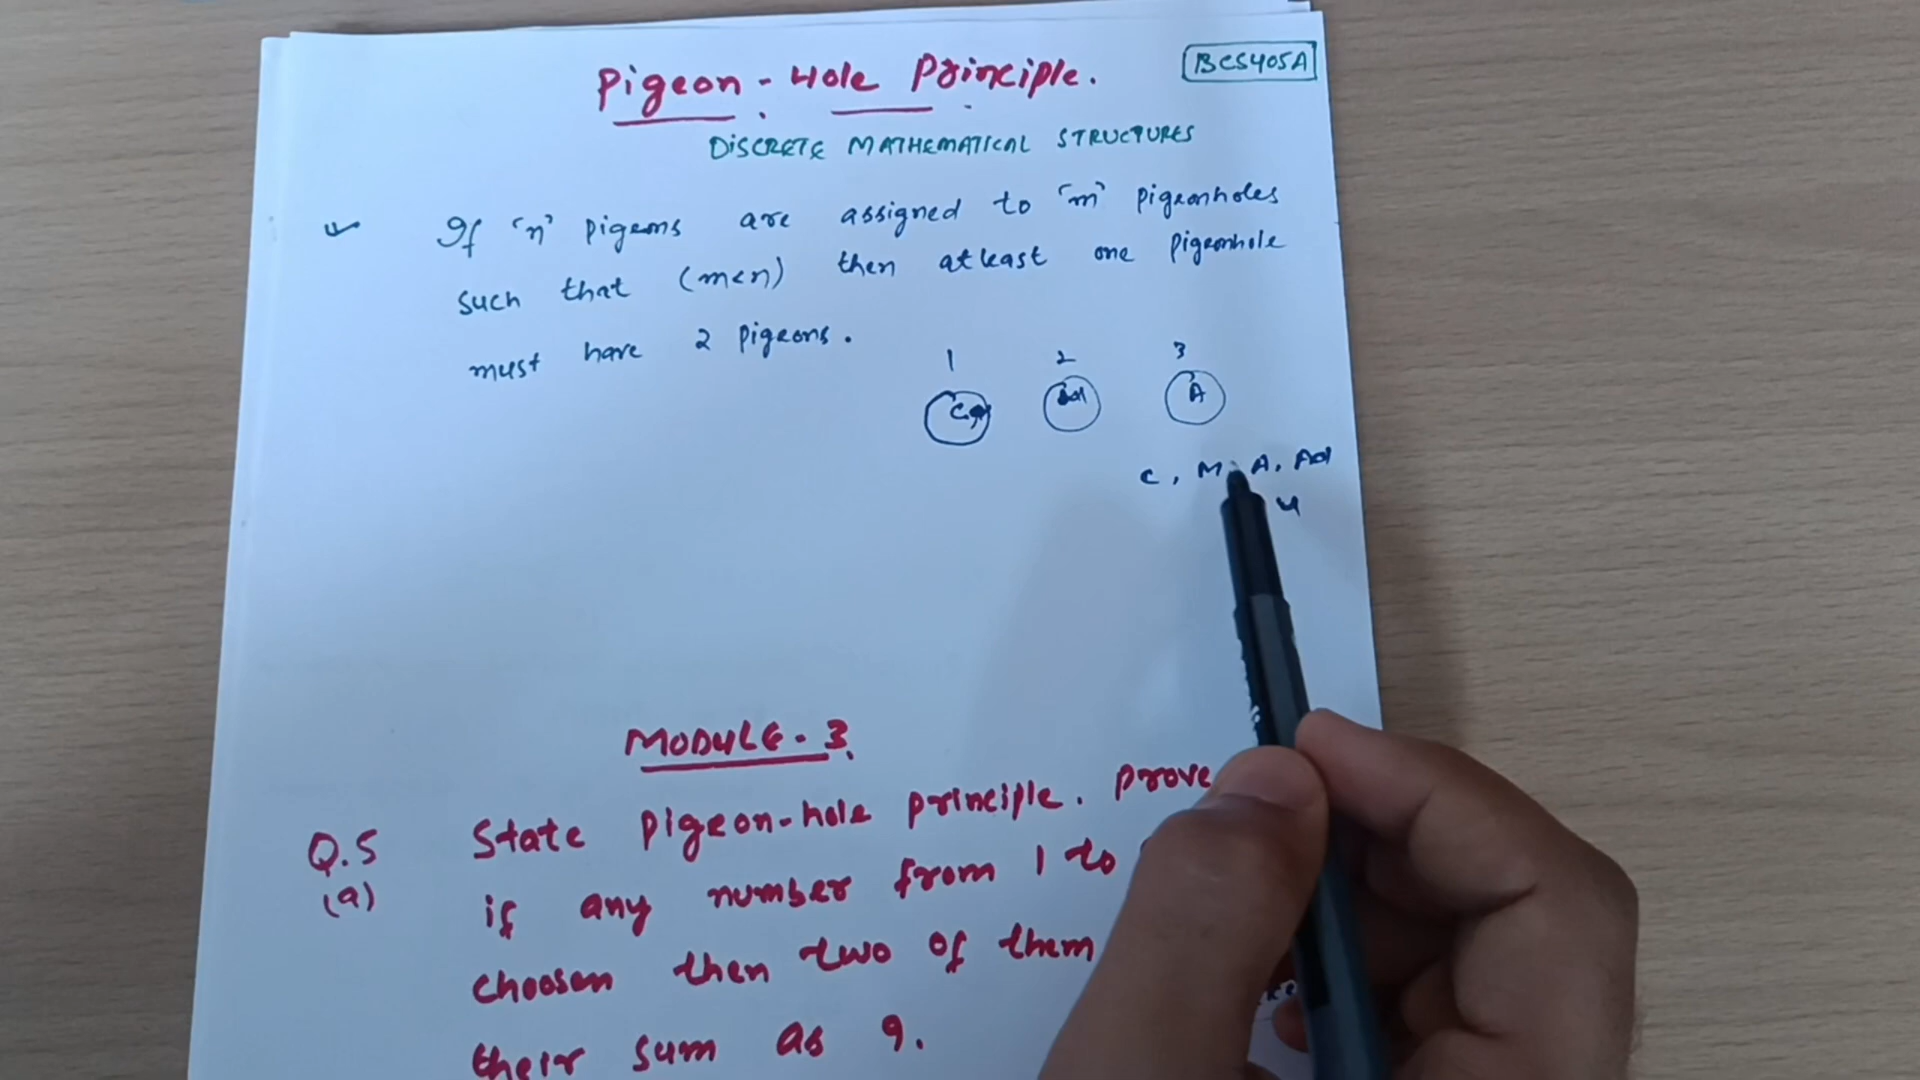 Pigeon-Hole Principle.
BCS405A
DISCRETE MATHEMATICAL STRUCTURES
If 'n' pigeons are assigned to 'm' pigeonholes
such that (m<n) then atleast one pigeonhole
must have 2 pigeons.
1 2 3
C A
C, M, A, Ad
4
MODULE-3.
Q.5 State pigeon-hole principle. Prove
(a) if any number from 1 to
choosen then two of them
their sum as 9.